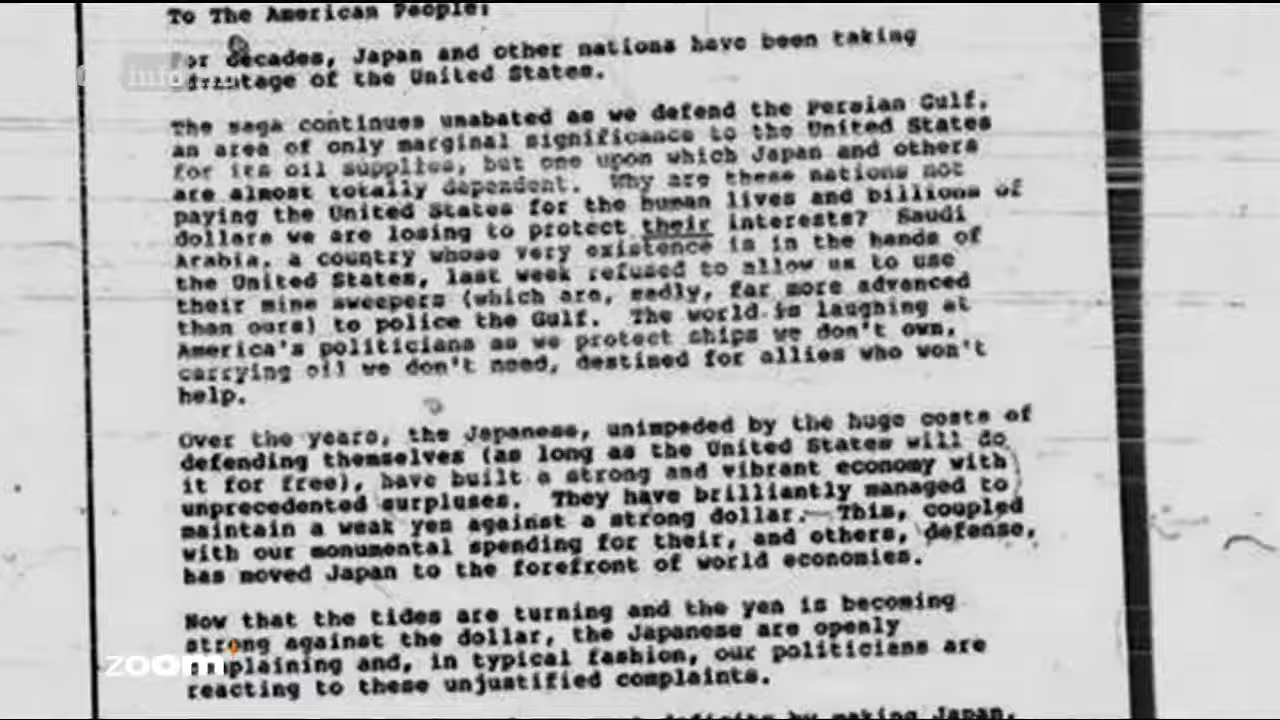 To The American People:
For decades, Japan and other nations have been taking
advantage of the United States.
The saga continues unabated as we defend the Persian Gulf,
an area of only marginal significance to the United States
for its oil supplies, but one upon which Japan and others
are almost totally dependent. Why are these nations not
paying the United States for the human lives and billions of
dollars we are losing to protect their interests? Saudi
Arabia, a country whose very existence is in the hands of
the United States, last week refused to allow us to use
their mine sweepers (which are, sadly, far more advanced
than ours) to police the Gulf. The world is laughing at
America's politicians as we protect ships we don't own,
carrying oil we don't need, destined for allies who won't
help.
Over the years, the Japanese, unimpeded by the huge costs of
defending themselves (as long as the United States will do
it for free), have built a strong and vibrant economy with
unprecedented surpluses. They have brilliantly managed to
maintain a weak yen against a strong dollar. This, coupled
with our monumental spending for their, and others, defense,
has moved Japan to the forefront of world economies.
Now that the tides are turning and the yen is becoming
strong against the dollar, the Japanese are openly
complaining and, in typical fashion, our politicians are
reacting to these unjustified complaints.
deficits by making Japan,
zoom